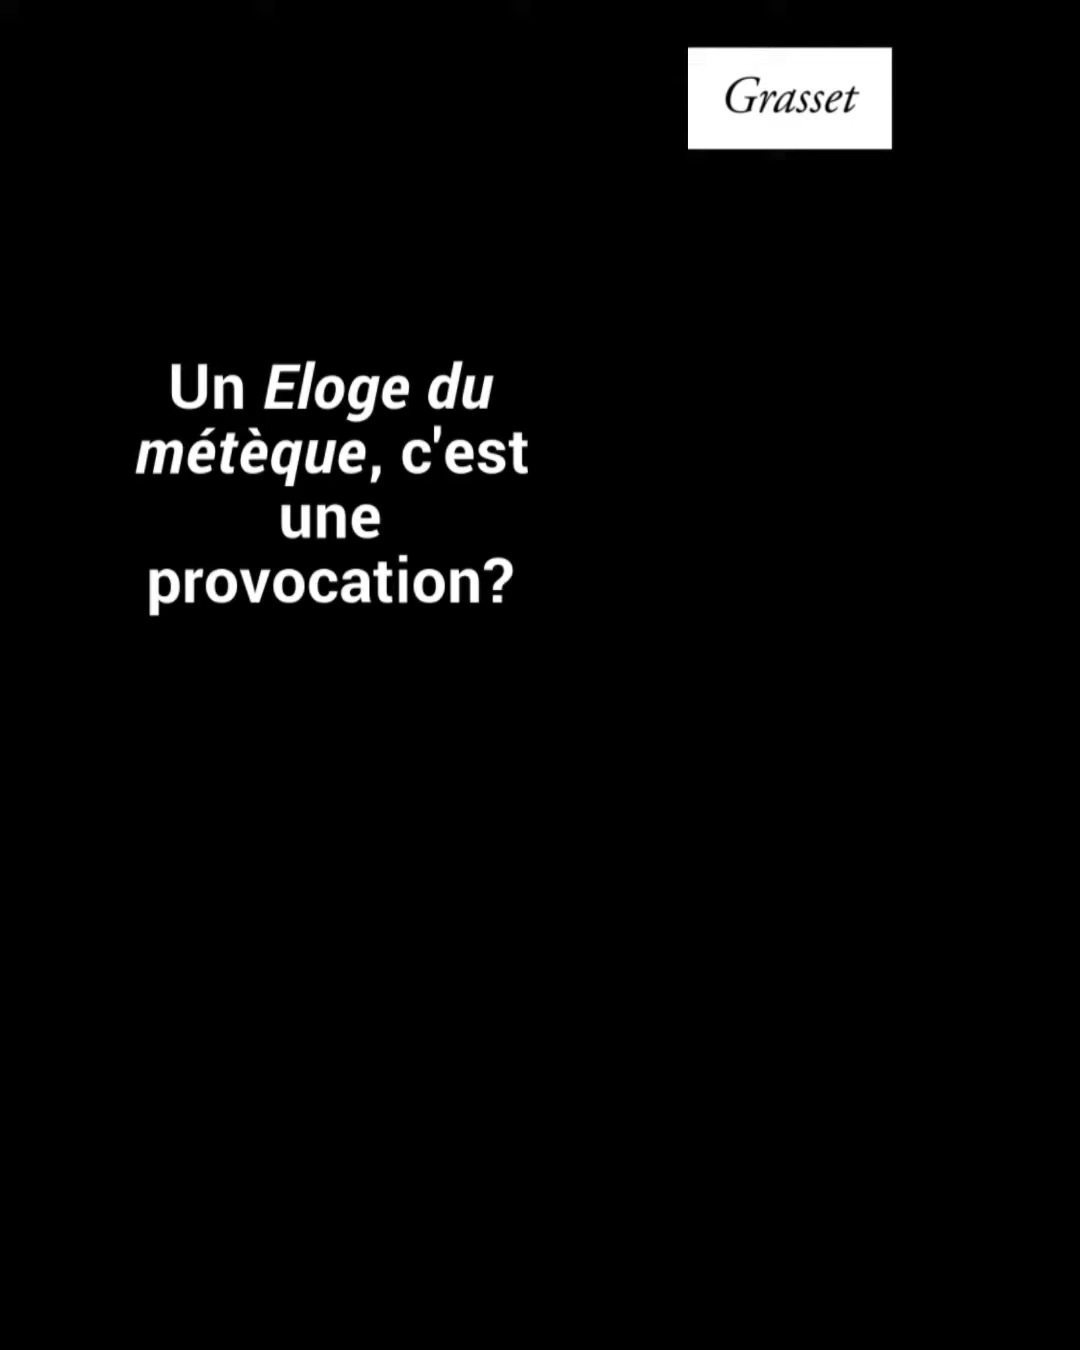 Grasset
Un Eloge du
métèque, c'est
une
provocation?